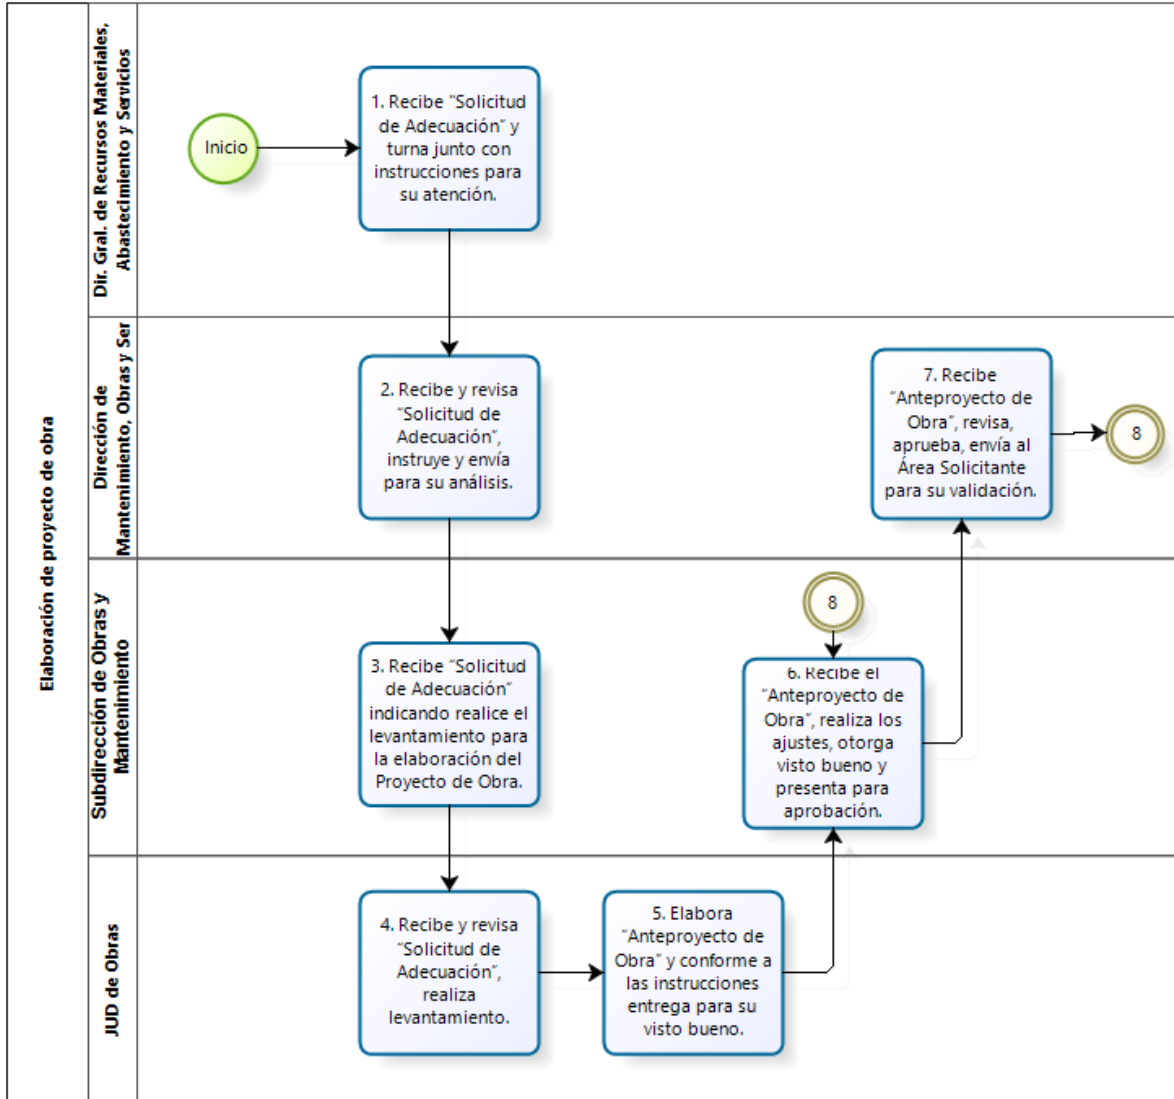 Elaboración de proyecto de obra
Dir. Gral. de Recursos Materiales,
Abastecimiento y Servicios
Inicio
1. Recibe “Solicitud
de Adecuación” y
turna junto con
instrucciones para
su atención.
Dirección de
Mantenimiento, Obras y Ser
2. Recibe y revisa
“Solicitud de
Adecuación”,
instruye y envía
para su análisis.
7. Recibe
“Anteproyecto de
Obra”, revisa,
aprueba, envía al
Área Solicitante
para su validación.
8
Subdirección de Obras y
Mantenimiento
3. Recibe “Solicitud
de Adecuación”
indicando realice el
levantamiento para
la elaboración del
Proyecto de Obra.
8
6. Recibe el
“Anteproyecto de
Obra”, realiza los
ajustes, otorga
visto bueno y
presenta para
aprobación.
JUD de Obras
4. Recibe y revisa
“Solicitud de
Adecuación”,
realiza
levantamiento.
5. Elabora
“Anteproyecto de
Obra” y conforme a
las instrucciones
entrega para su
visto bueno.